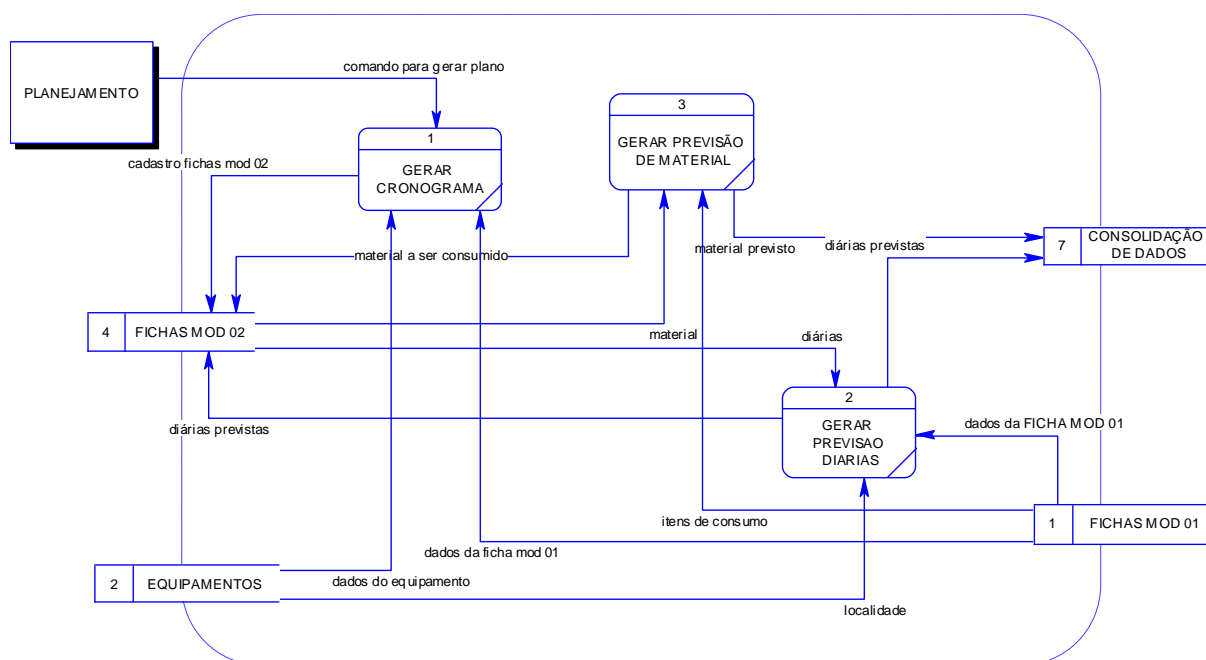 comando para gerar plano
PLANEJAMENTO
3
GERAR PREVISÃO
DE MATERIAL
1
GERAR
CRONOGRAMA
cadastro fichas mod 02
material previsto
diárias previstas
7
CONSOLIDAÇÃO
DE DADOS
material a ser consumido
4
FICHAS MOD 02
material
diárias
2
GERAR
PREVISAO
DIARIAS
dados da FICHA MOD 01
diárias previstas
itens de consumo
1
FICHAS MOD 01
dados da ficha mod 01
2
EQUIPAMENTOS
dados do equipamento
localidade